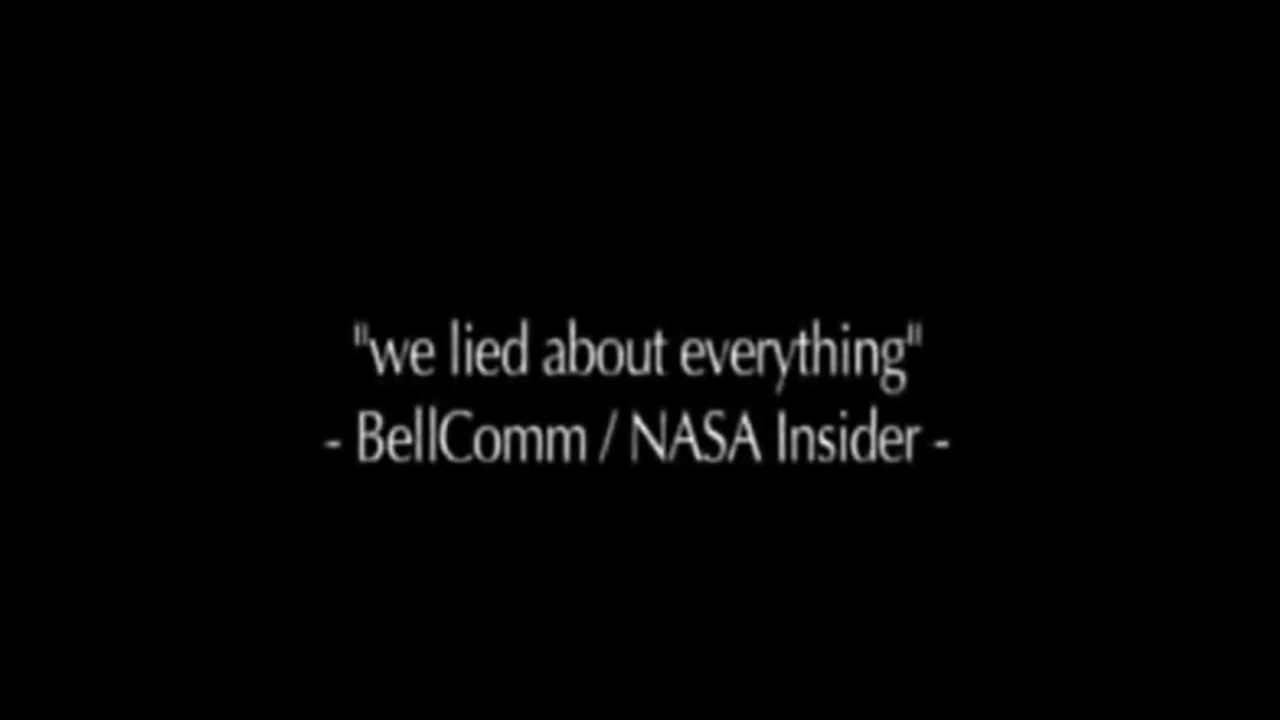 "we lied about everything"
- BellComm / NASA Insider -